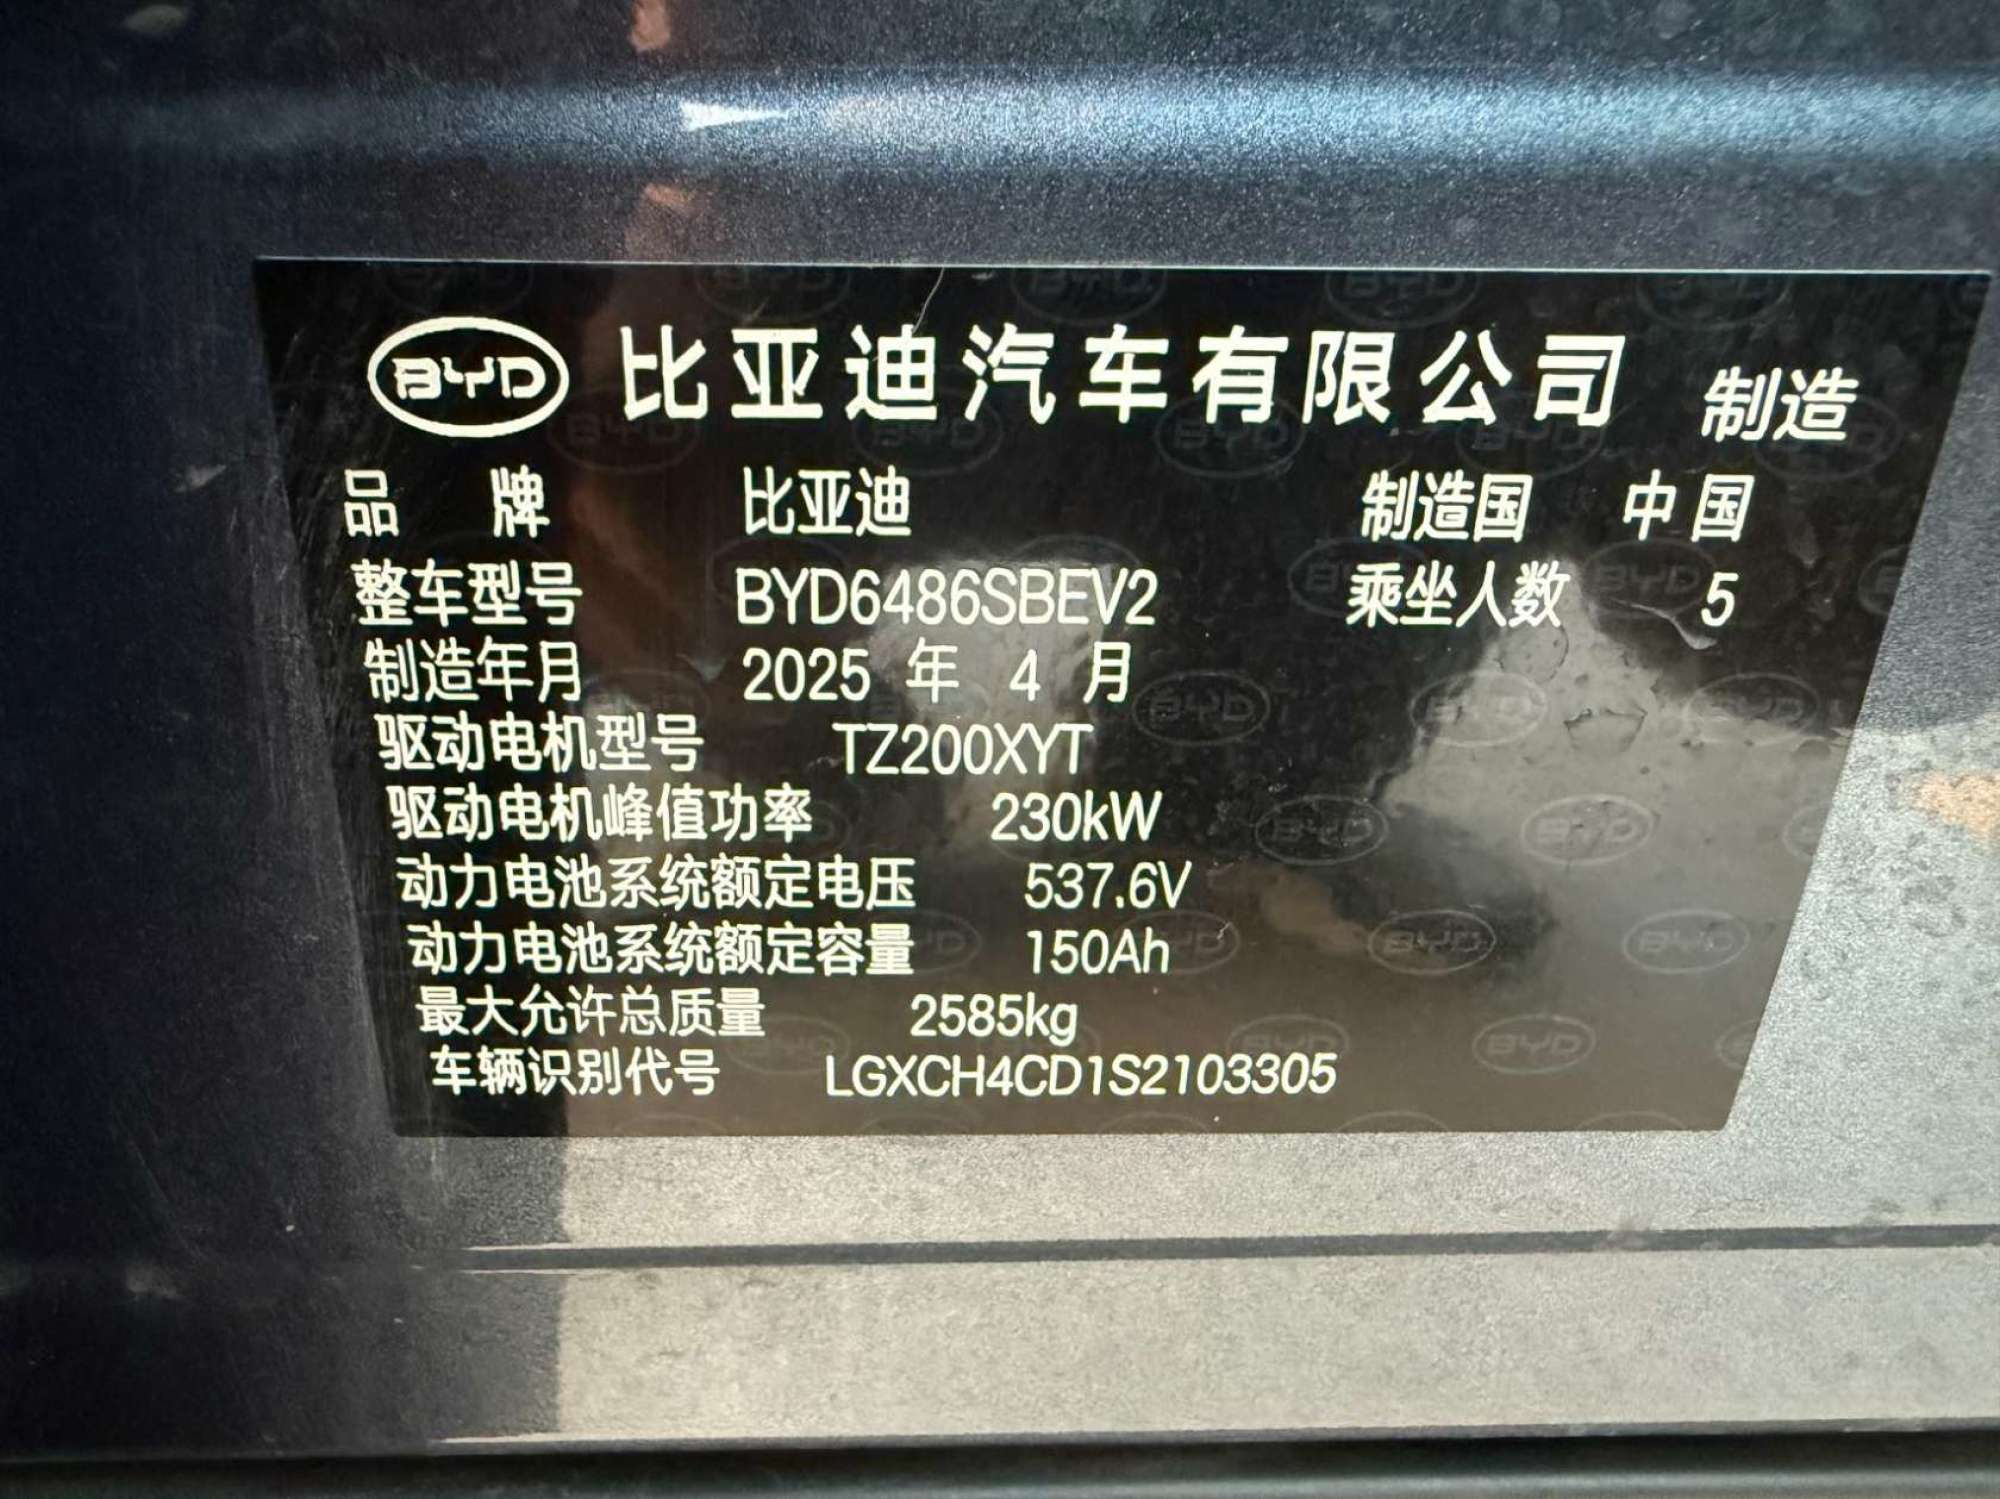 BYD 比亚迪汽车有限公司 制造
品 牌 比亚迪 制造国 中国
整车型号 BYD6486SBEV2 乘坐人数 5
制造年月 2025 年 4 月
驱动电机型号 TZ200XYT
驱动电机峰值功率 230kW
动力电池系统额定电压 537.6V
动力电池系统额定容量 150Ah
最大允许总质量 2585kg
车辆识别代号 LGXCH4CD1S2103305